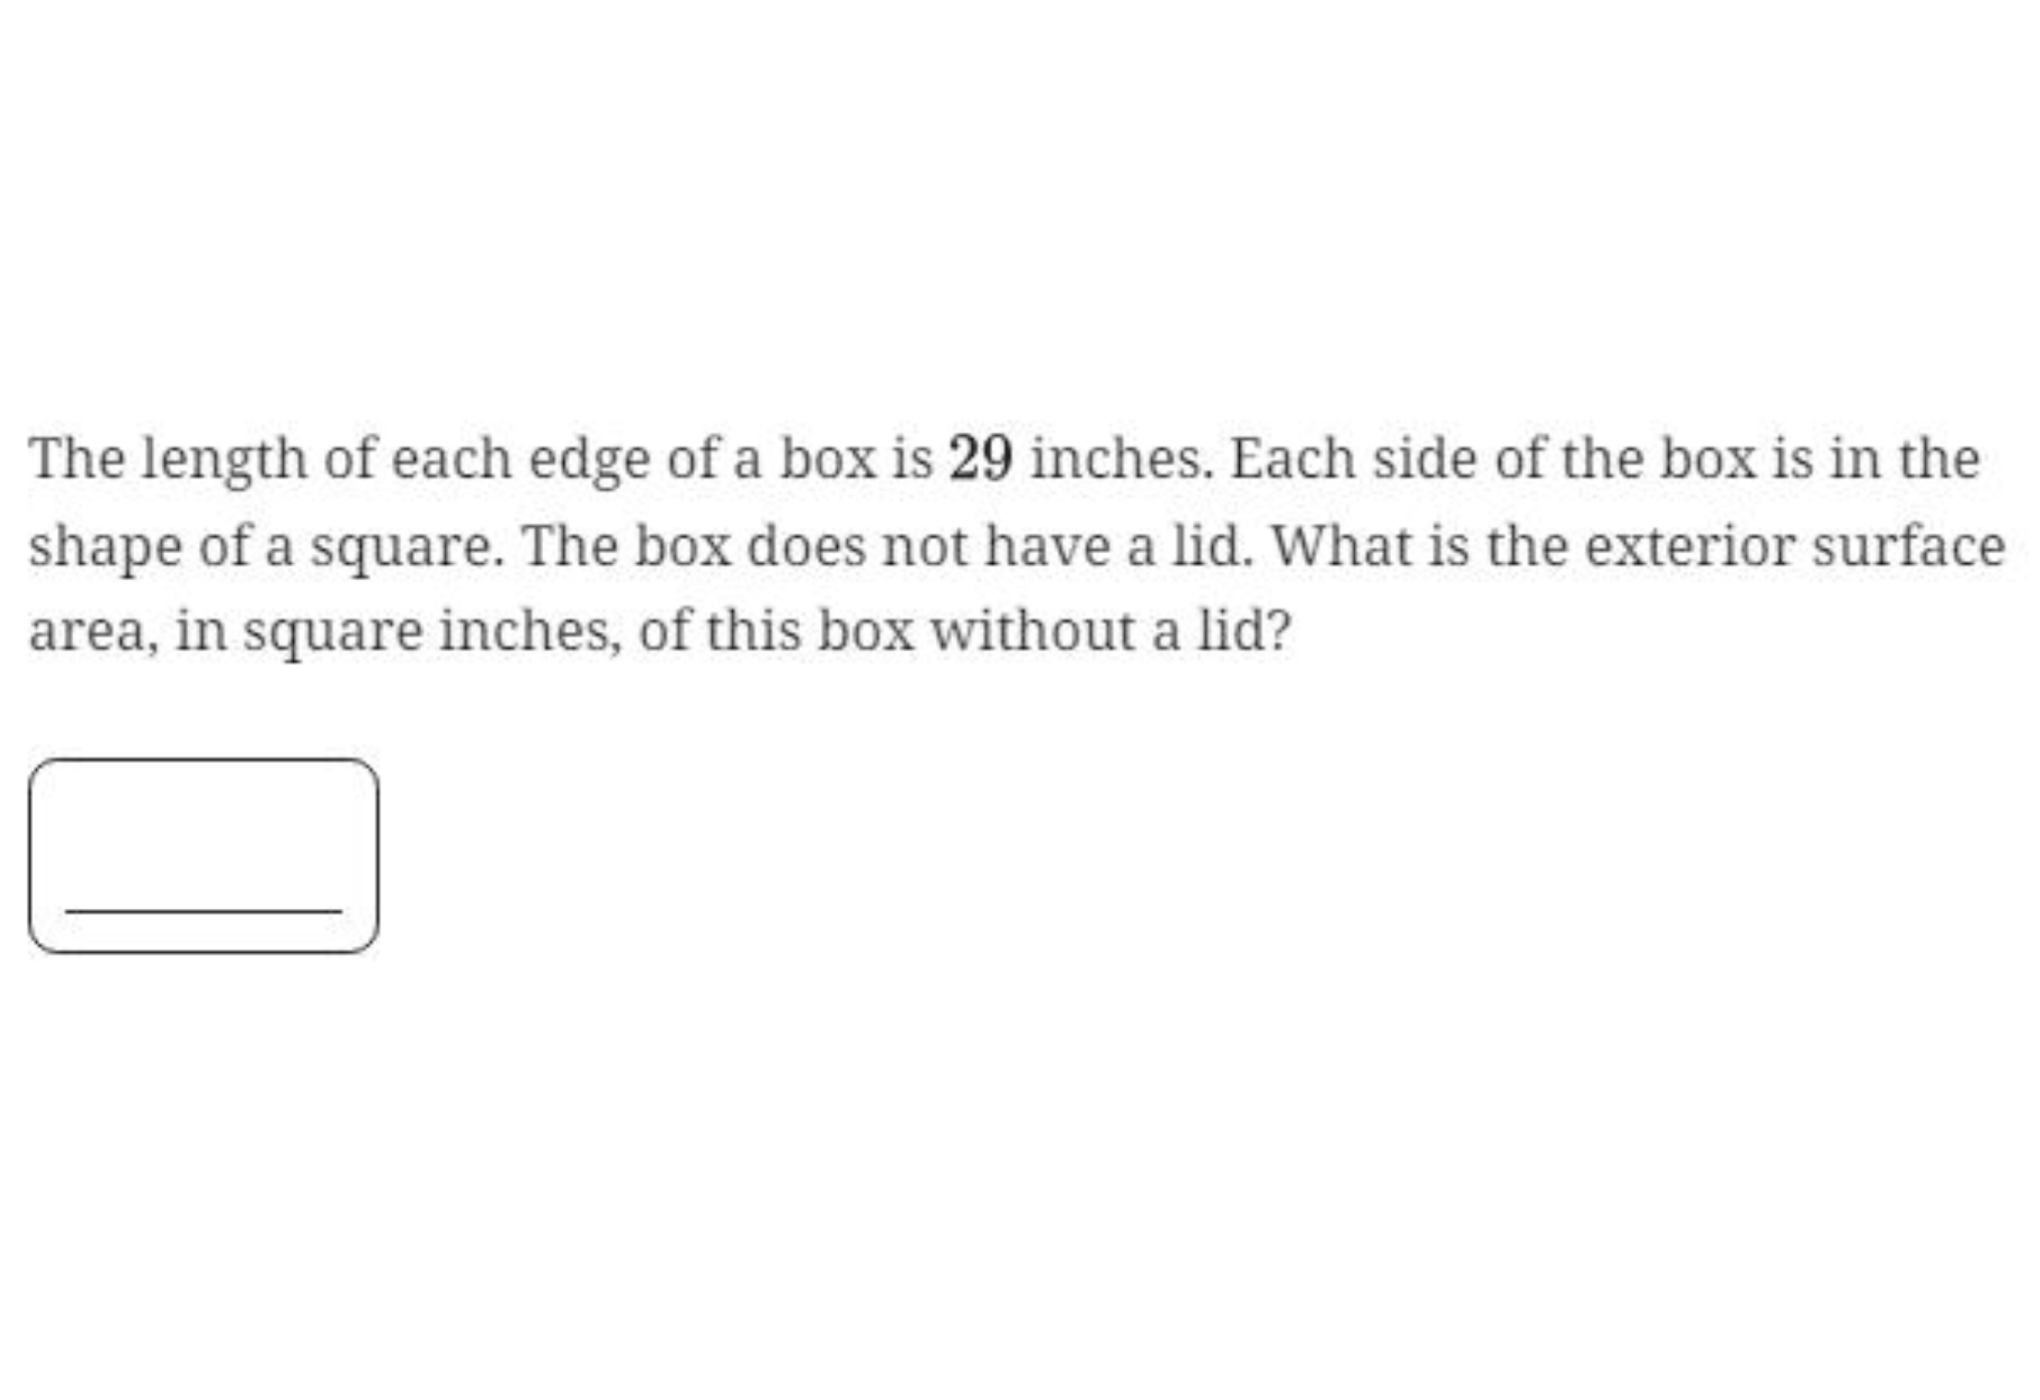 The length of each edge of a box is 29 inches. Each side of the box is in the
shape of a square. The box does not have a lid. What is the exterior surface
area, in square inches, of this box without a lid?